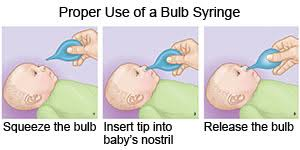 Proper Use of a Bulb Syringe
Squeeze the bulb
Insert tip into
baby's nostril
Release the bulb